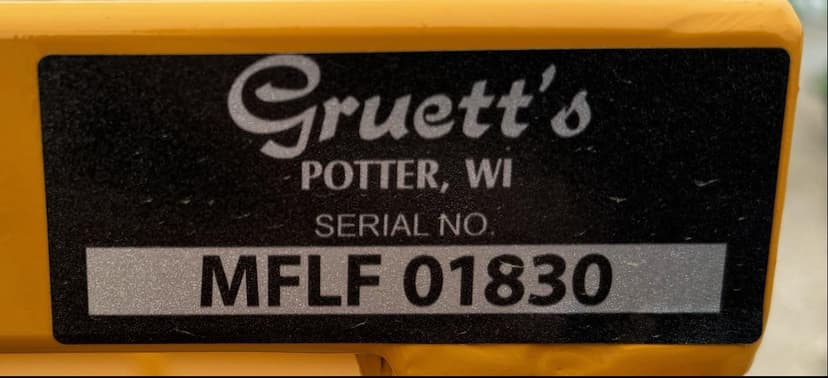 Gruett's
POTTER, WI
SERIAL NO.
MFLF 01830